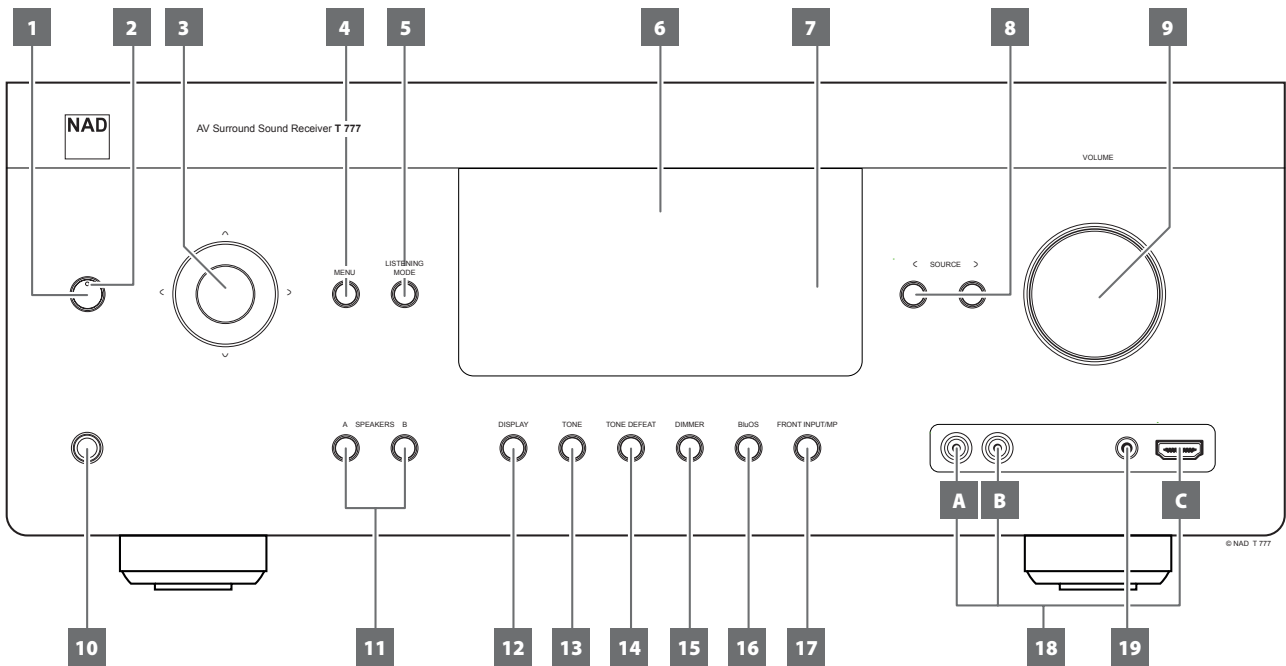 1 2 3 4 5 6 7 8 9
NAD
AV Surround Sound Receiver T 777
VOLUME
MENU
LISTENING
MODE
< SOURCE >
A SPEAKERS B
DISPLAY
TONE
TONE DEFEAT
DIMMER
BluOS
FRONT INPUT/MP
A B C
© NAD T 777
10 11 12 13 14 15 16 17 18 19